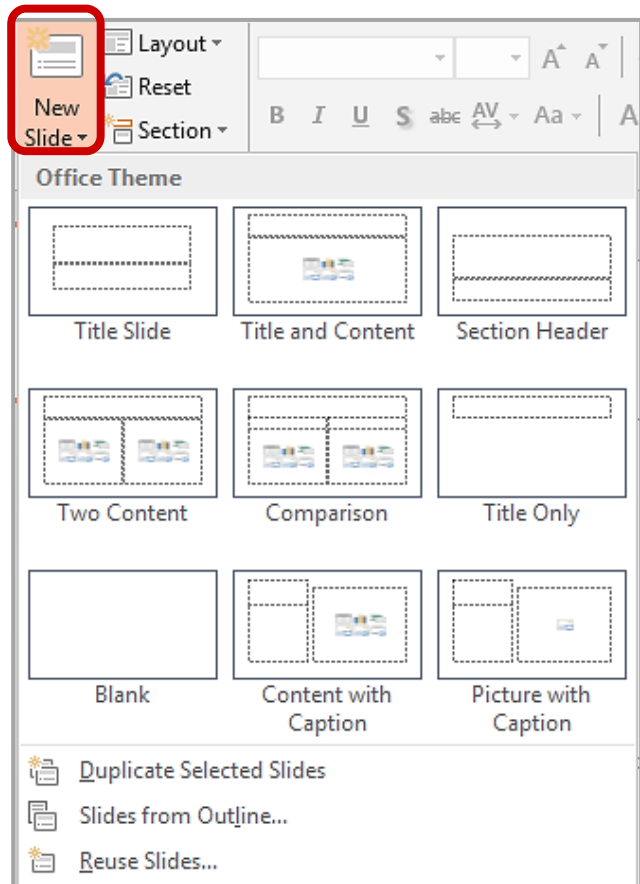 New
Slide
Layout
Reset
Section
A A
B I U S abc AV Aa A
Office Theme
Title Slide
Title and Content
Section Header
Two Content
Comparison
Title Only
Blank
Content with
Caption
Picture with
Caption
Duplicate Selected Slides
Slides from Outline...
Reuse Slides...